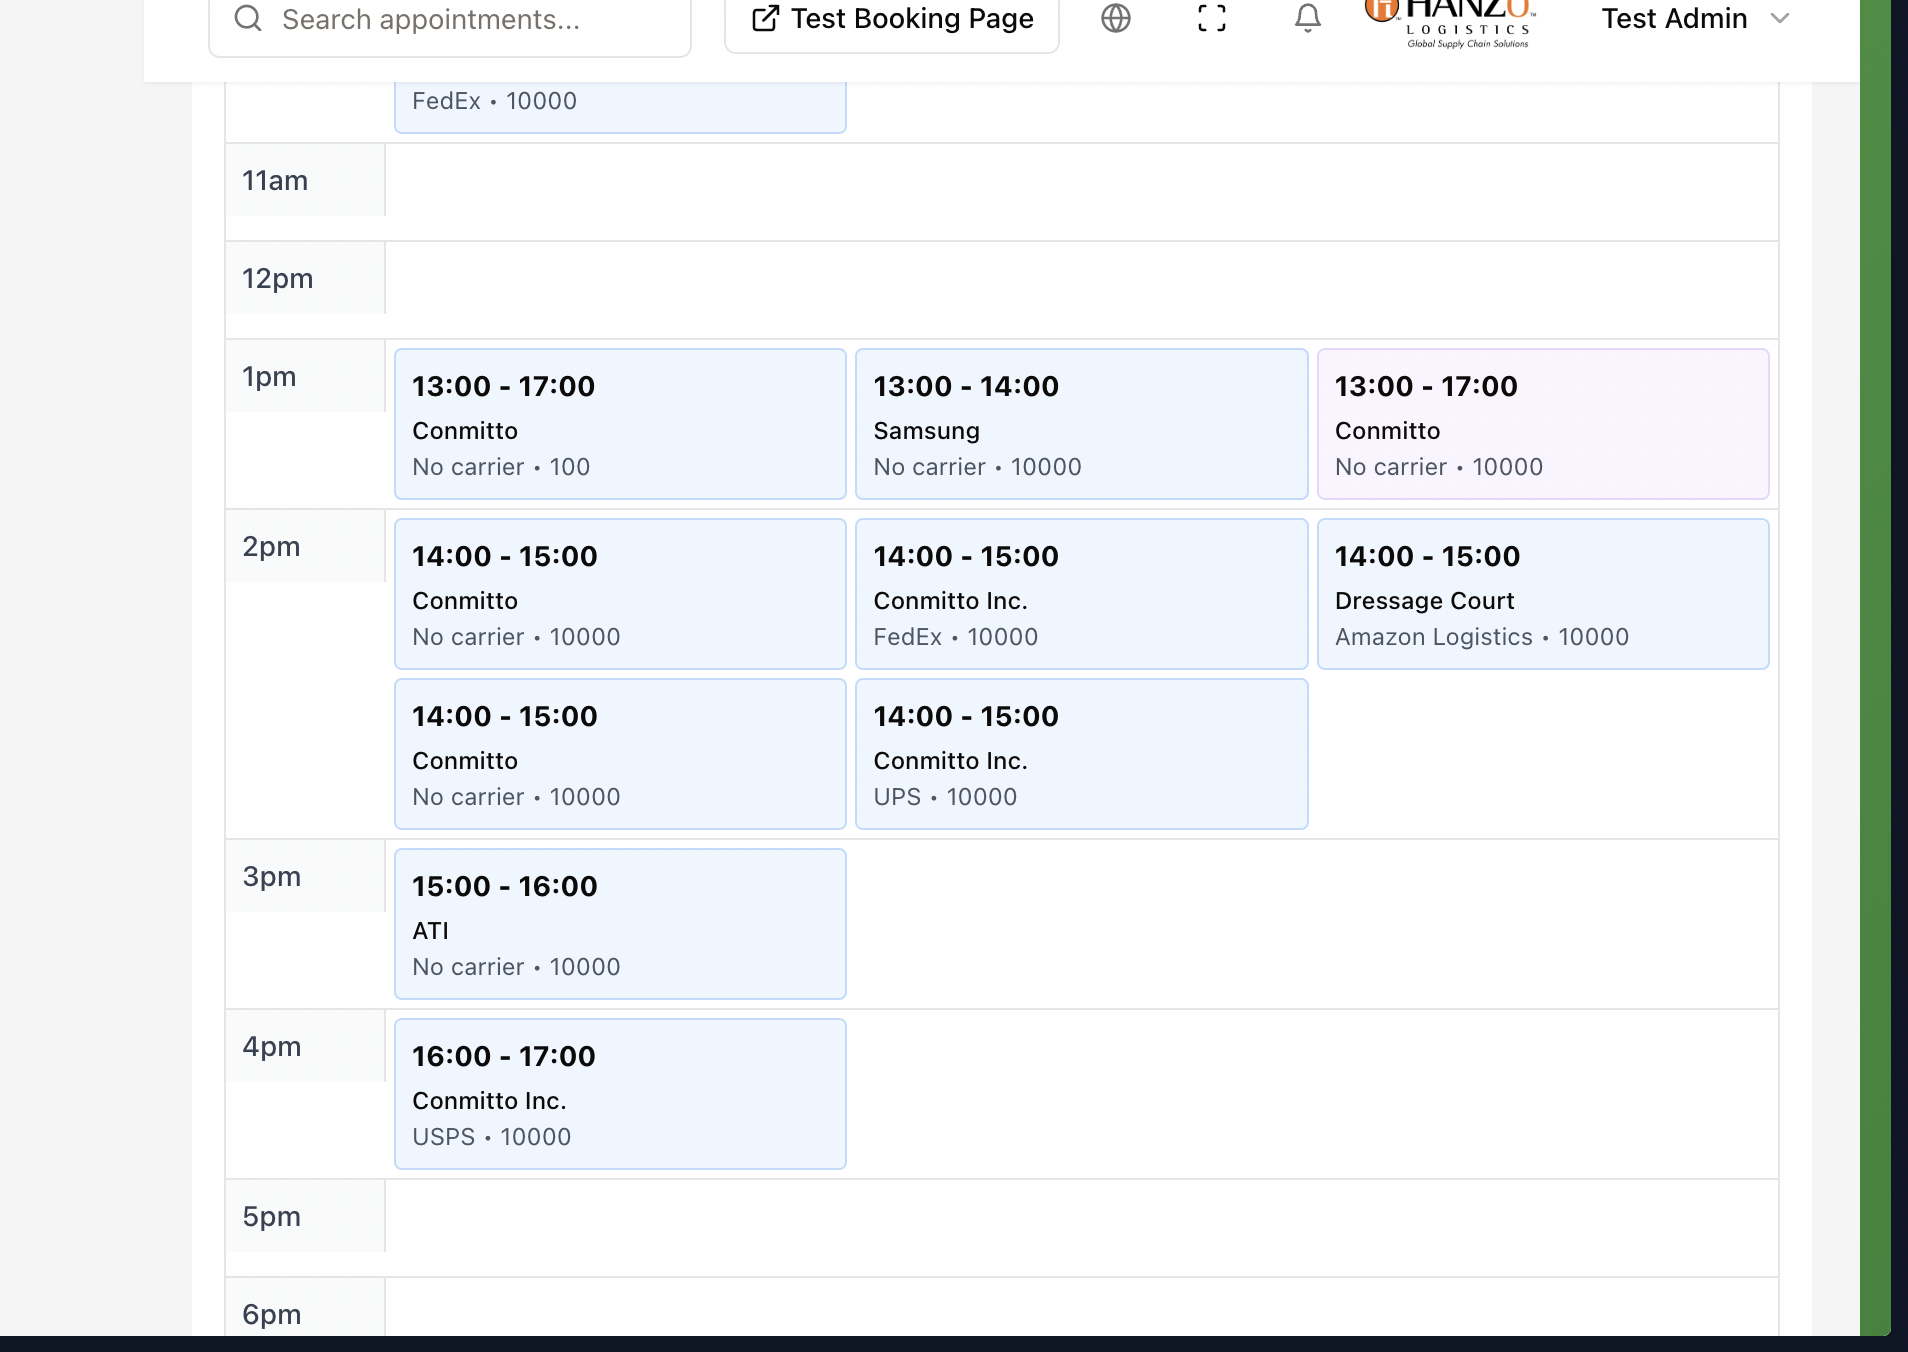 Search appointments...
Test Booking Page
HANZO
LOGISTICS
Global Supply Chain Solutions
Test Admin
FedEx • 10000
11am
12pm
1pm
13:00 - 17:00
Conmitto
No carrier • 100
13:00 - 14:00
Samsung
No carrier • 10000
13:00 - 17:00
Conmitto
No carrier • 10000
2pm
14:00 - 15:00
Conmitto
No carrier • 10000
14:00 - 15:00
Conmitto Inc.
FedEx • 10000
14:00 - 15:00
Dressage Court
Amazon Logistics • 10000
14:00 - 15:00
Conmitto
No carrier • 10000
14:00 - 15:00
Conmitto Inc.
UPS • 10000
3pm
15:00 - 16:00
ATI
No carrier • 10000
4pm
16:00 - 17:00
Conmitto Inc.
USPS • 10000
5pm
6pm